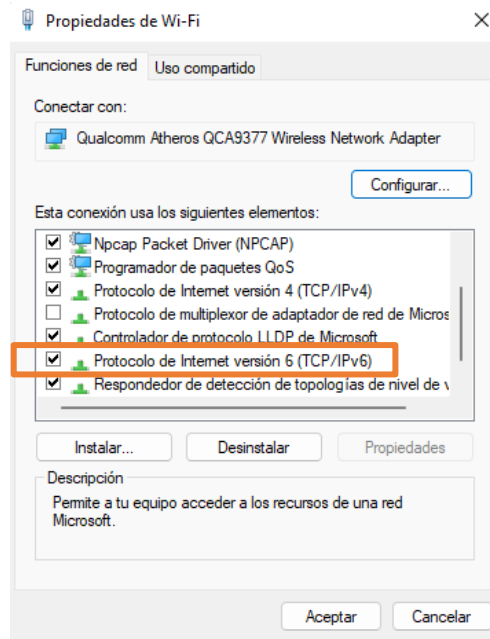 Propiedades de Wi-Fi
Funciones de red Uso compartido
Conectar con:
Qualcomm Atheros QCA9377 Wireless Network Adapter
Configurar...
Esta conexión usa los siguientes elementos:
Npcap Packet Driver (NPCAP)
Programador de paquetes QoS
Protocolo de Internet versión 4 (TCP/IPv4)
Protocolo de multiplexor de adaptador de red de Micros
Controlador de protocolo LLDP de Microsoft
Protocolo de Internet versión 6 (TCP/IPv6)
Respondedor de detección de topologías de nivel de v
Instalar... Desinstalar Propiedades
Descripción
Permite a tu equipo acceder a los recursos de una red
Microsoft.
Aceptar Cancelar